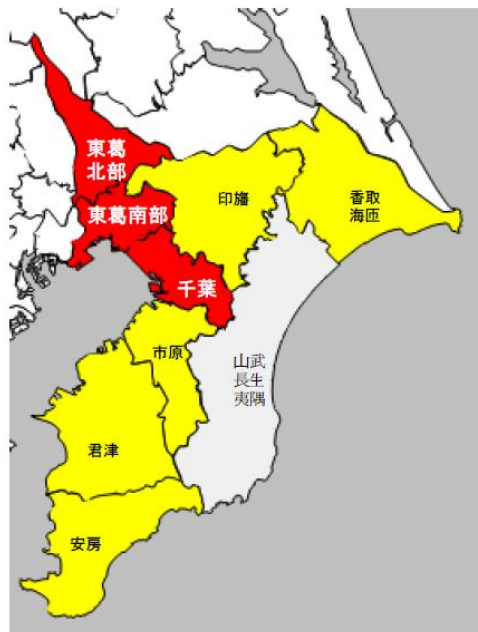 東葛
北部
東葛南部
印旛
香取
海匝
千葉
市原
山武
長生
夷隅
君津
安房